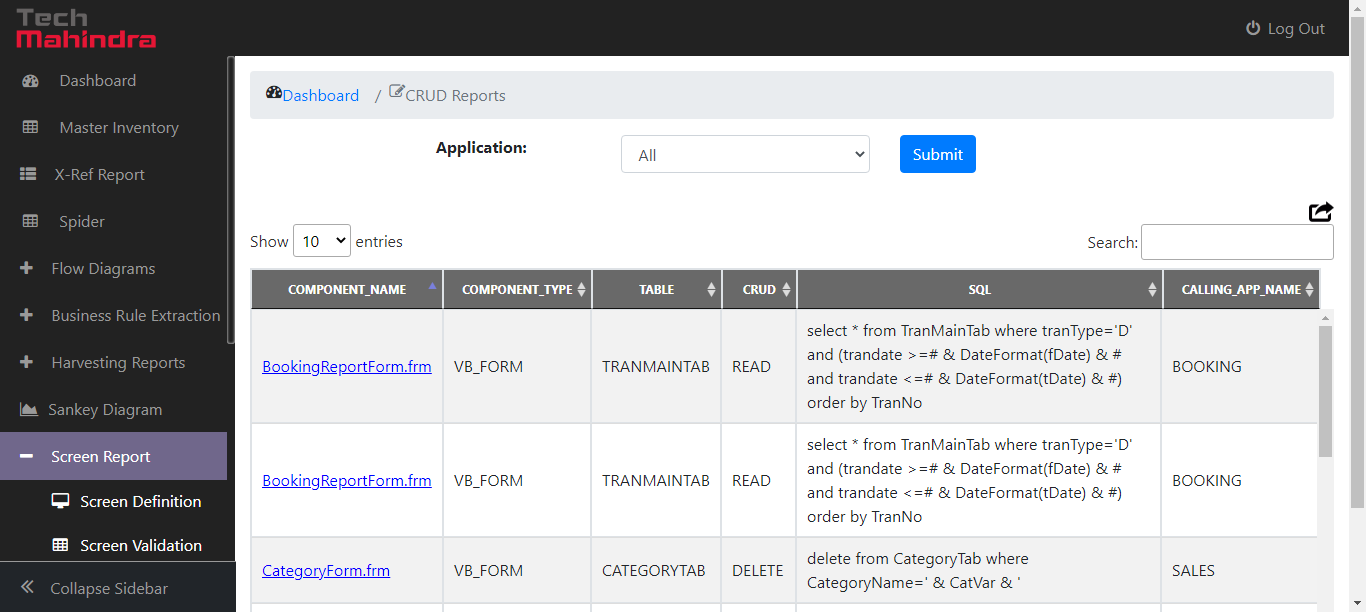 Tech
Mahindra
Log Out
Dashboard
Master Inventory
X-Ref Report
Spider
Flow Diagrams
Business Rule Extraction
Harvesting Reports
Sankey Diagram
Screen Report
Screen Definition
Screen Validation
Collapse Sidebar
Dashboard / CRUD Reports
Application: All Submit
Show 10 entries Search:
COMPONENT_NAME COMPONENT_TYPE TABLE CRUD SQL CALLING_APP_NAME
BookingReportForm.frm VB_FORM TRANMAINTAB READ
select * from TranMainTab where tranType='D'
and (trandate >=# & DateFormat(fDate) & #
and trandate <=# & DateFormat(tDate) & #)
order by TranNo
BOOKING
BookingReportForm.frm VB_FORM TRANMAINTAB READ
select * from TranMainTab where tranType='D'
and (trandate >=# & DateFormat(fDate) & #
and trandate <=# & DateFormat(tDate) & #)
order by TranNo
BOOKING
CategoryForm.frm VB_FORM CATEGORYTAB DELETE
delete from CategoryTab where
CategoryName=' & CatVar & '
SALES